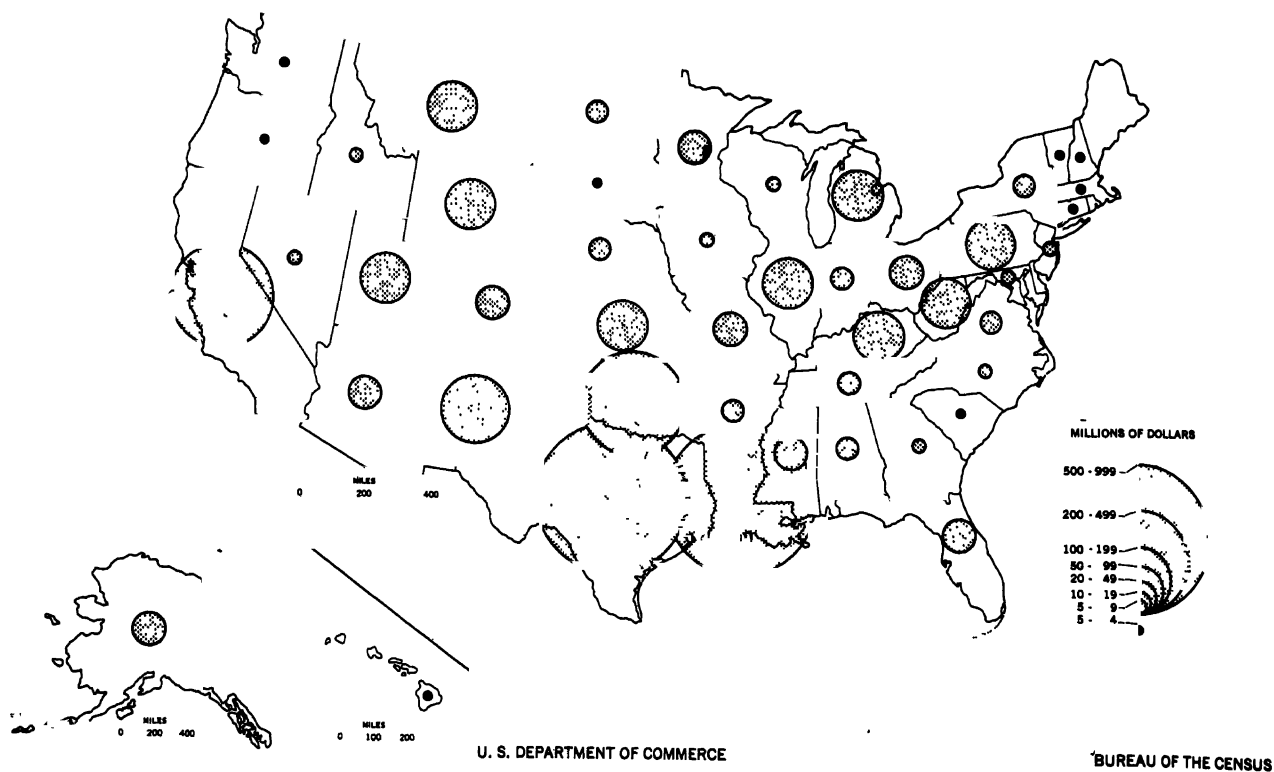 MILLIONS OF DOLLARS
500 - 999
200 - 499
100 - 199
50 - 99
20 - 49
10 - 19
5 - 9
5 - 4
MILES
0 200 400
MILES
0 200 400
MILES
0 100 200
U. S. DEPARTMENT OF COMMERCE
BUREAU OF THE CENSUS